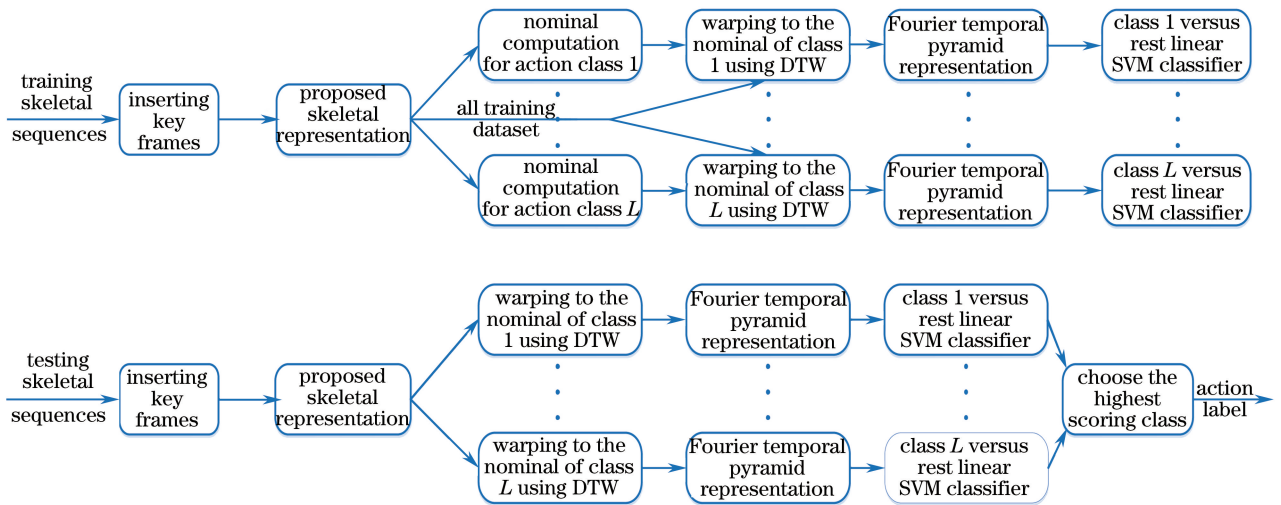 training
skeletal
sequences
inserting
key
frames
proposed
skeletal
representation
all training
dataset
nominal
computation
for action class 1
warping to the
nominal of class
1 using DTW
Fourier temporal
pyramid
representation
class 1 versus
rest linear
SVM classifier
nominal
computation
for action class L
warping to the
nominal of class
L using DTW
Fourier temporal
pyramid
representation
class L versus
rest linear
SVM classifier
testing
skeletal
sequences
inserting
key
frames
proposed
skeletal
representation
warping to the
nominal of class
1 using DTW
Fourier temporal
pyramid
representation
class 1 versus
rest linear
SVM classifier
warping to the
nominal of class
L using DTW
Fourier temporal
pyramid
representation
class L versus
rest linear
SVM classifier
choose the
highest
scoring class
action
label